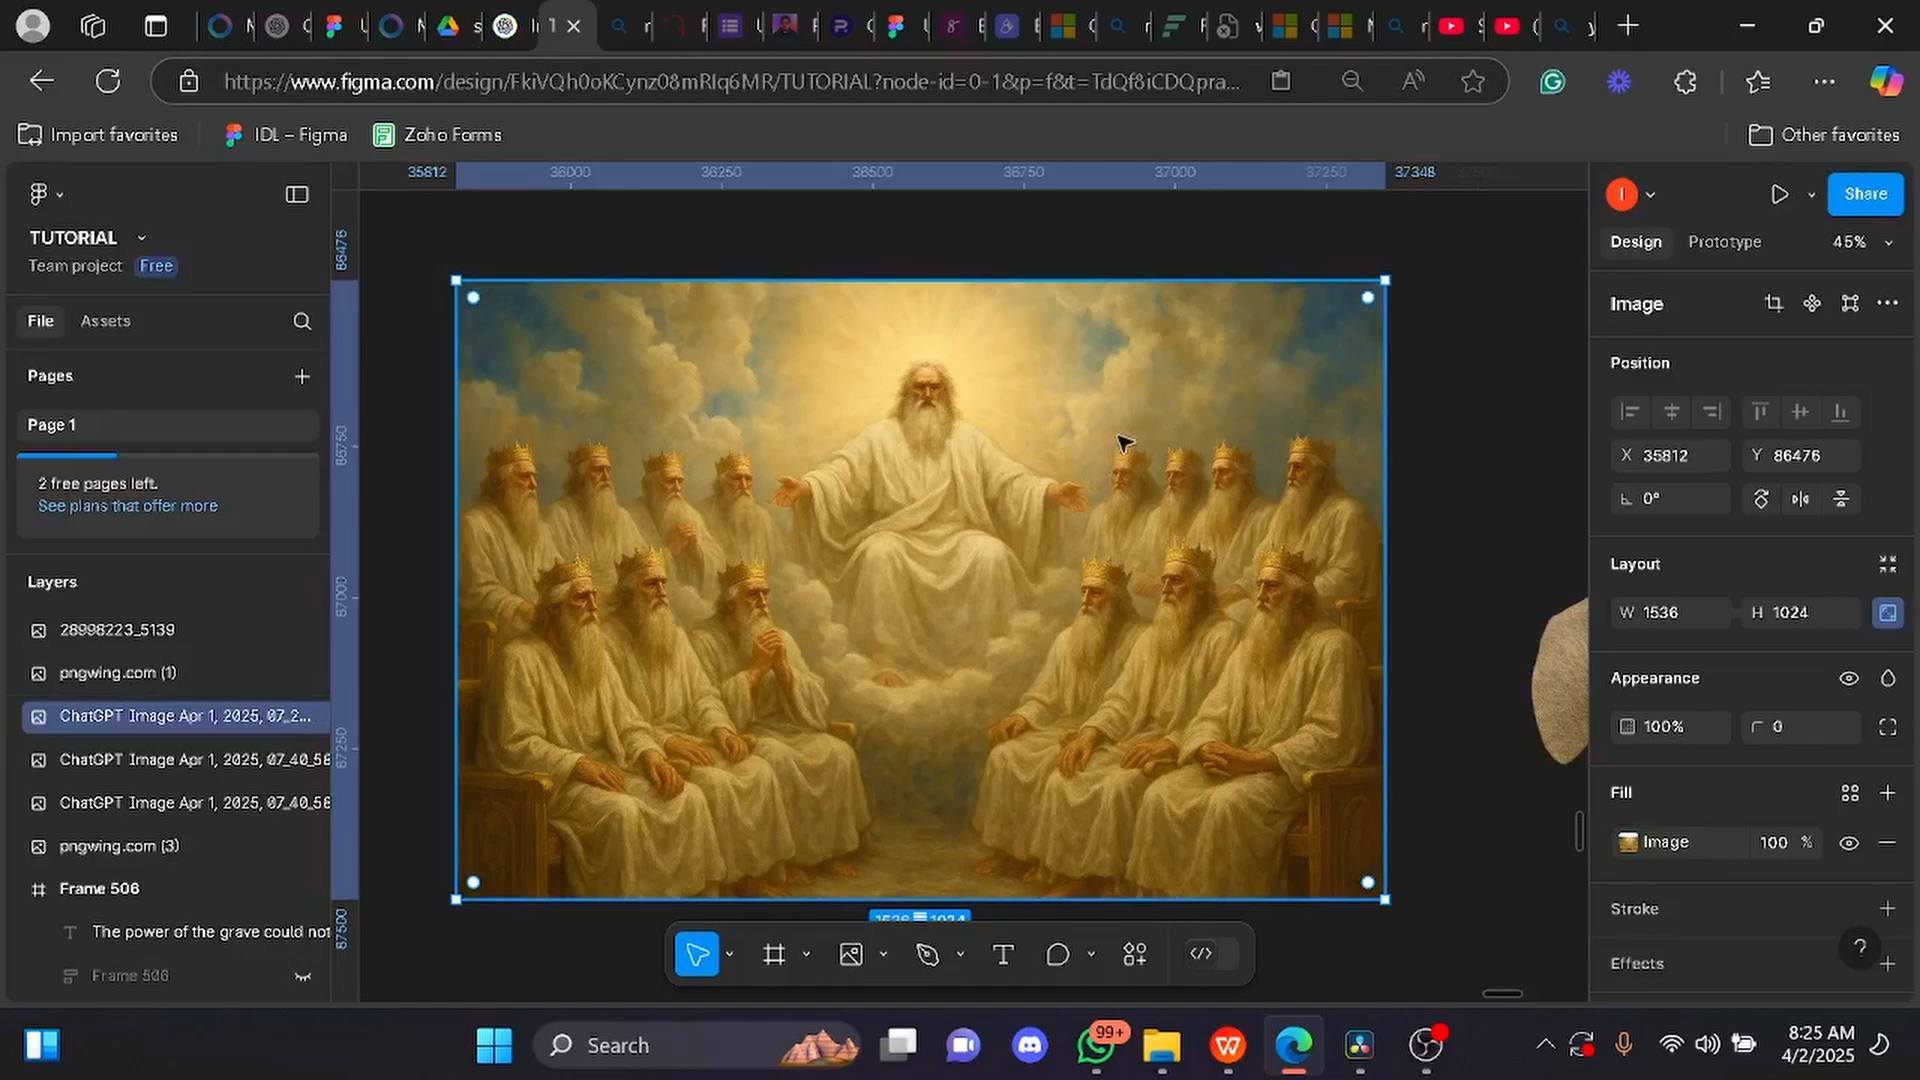 https://www.figma.com/design/FkiVQh0oKCynz08mRIq6MR/TUTORIAL?node-id=0-1&p=f&t=TdQf8iCDQpra...
Import favorites
IDL – Figma
Zoho Forms
Other favorites
35812
36000
36250
36500
36750
37000
37250
37348
Share
TUTORIAL
Team project
Free
Design
Prototype
45%
File
Assets
Image
Pages
Position
Page 1
X 35812
Y 86476
2 free pages left.
See plans that offer more
0°
Layout
Layers
W 1536
H 1024
28998223_5139
pngwing.com (1)
Appearance
ChatGPT Image Apr 1, 2025, 07_2...
100%
0
ChatGPT Image Apr 1, 2025, 07_40_58
Fill
ChatGPT Image Apr 1, 2025, 07_40_58
Image
100 %
pngwing.com (3)
Frame 506
Stroke
The power of the grave could not
Effects
Frame 506
86476
86750
87000
87250
87500
Search
99+
8:25 AM
4/2/2025